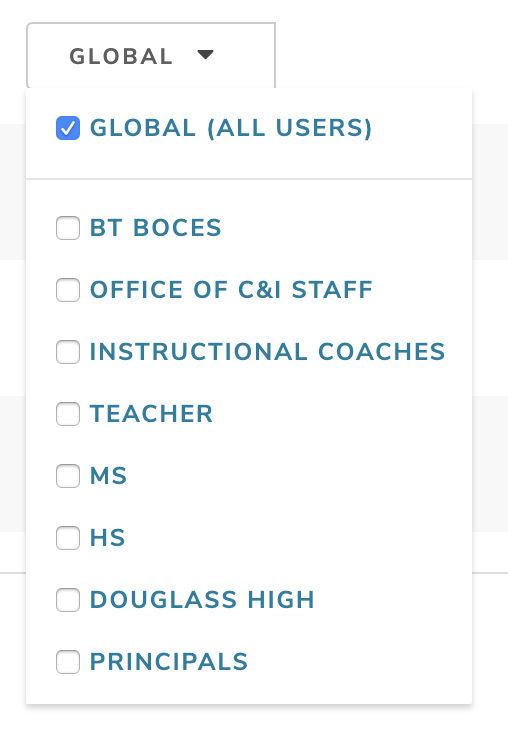 GLOBAL
GLOBAL (ALL USERS)
BT BOCES
OFFICE OF C&I STAFF
INSTRUCTIONAL COACHES
TEACHER
MS
HS
DOUGLASS HIGH
PRINCIPALS